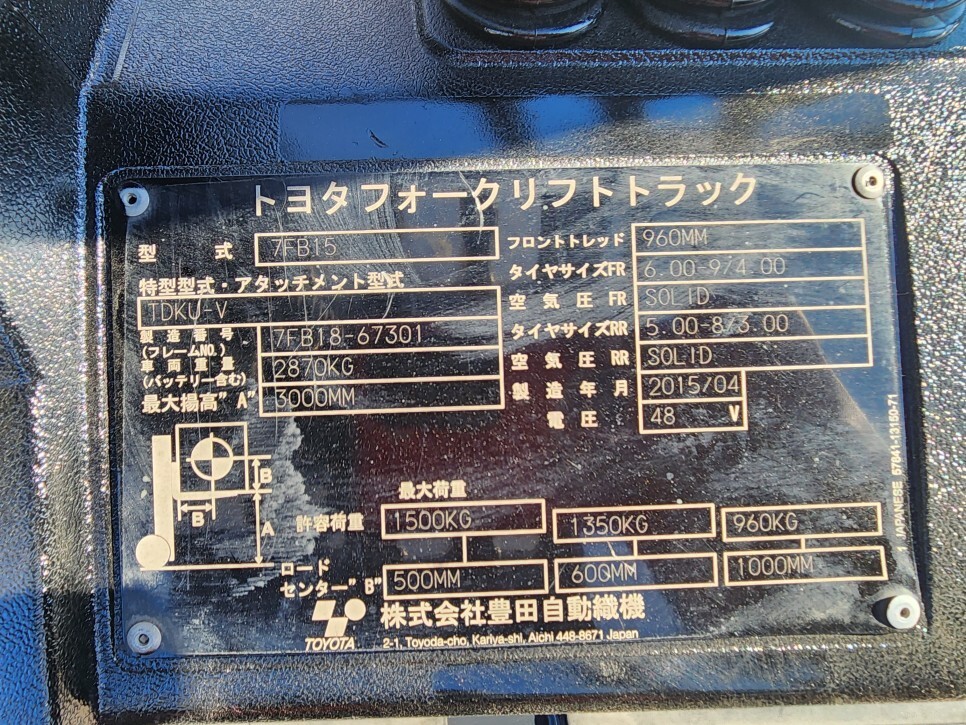 トヨタフォークリフトトラック
型 式 7FB15
特型型式・アタッチメント型式
TDKU-V
製造番号
(フレームNO.) 7FB18-67301
車両重量
(バッテリー含む) 2870KG
最大揚高"A" 3000MM
フロントトレッド 960MM
タイヤサイズFR 6.00-9/4.00
空気圧FR SOLID
タイヤサイズRR 5.00-8/3.00
空気圧RR SOLID
製造年月 2015/04
電圧 48 V
B
B
A
最大荷重
許容荷重 1500KG 1350KG 960KG
ロード
センター"B" 500MM 600MM 1000MM
TOYOTA
株式会社豊田自動織機
2-1, Toyoda-cho, Kariya-shi, Aichi 448-8671 Japan
1 JAPANESE 57641-13160-71